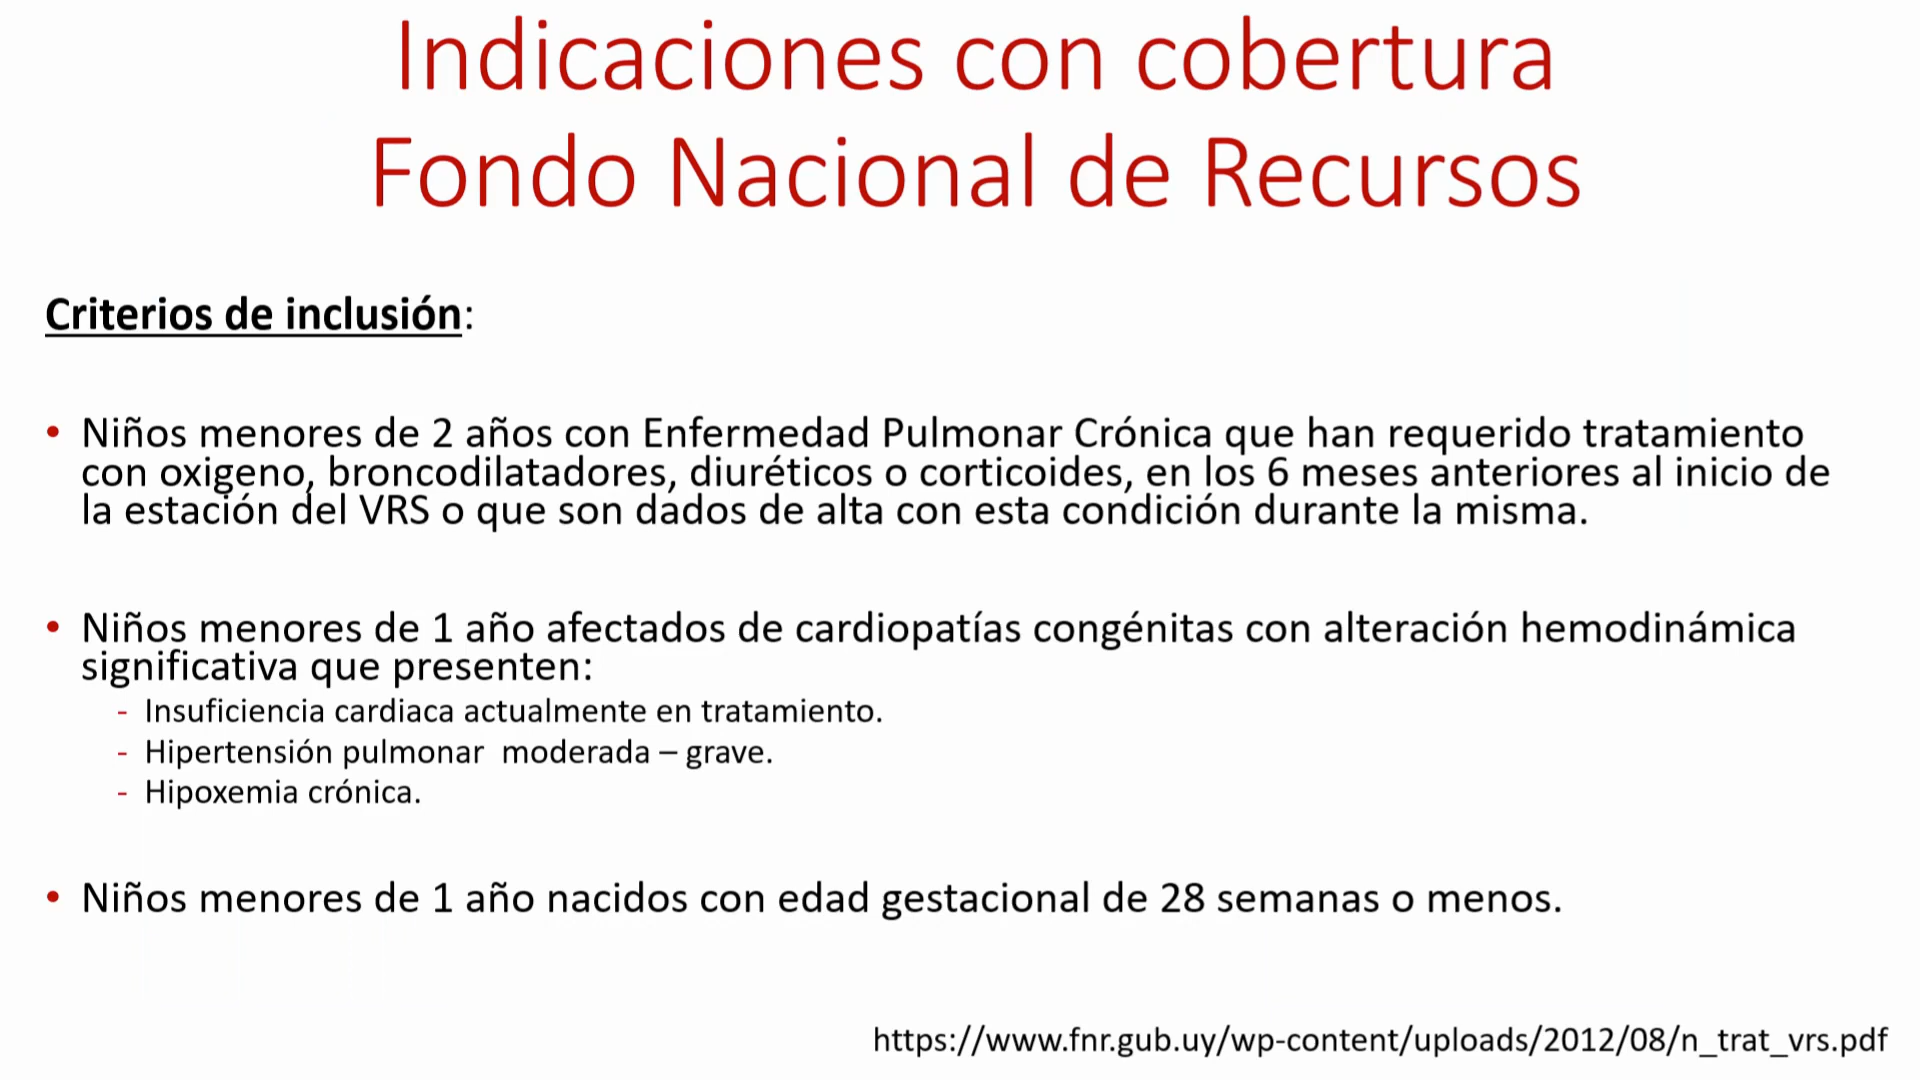 Indicaciones con cobertura
Fondo Nacional de Recursos
Criterios de inclusión:
• Niños menores de 2 años con Enfermedad Pulmonar Crónica que han requerido tratamiento
con oxigeno, broncodilatadores, diuréticos o corticoides, en los 6 meses anteriores al inicio de
la estación del VRS o que son dados de alta con esta condición durante la misma.
• Niños menores de 1 año afectados de cardiopatías congénitas con alteración hemodinámica
significativa que presenten:
- Insuficiencia cardiaca actualmente en tratamiento.
- Hipertensión pulmonar moderada – grave.
- Hipoxemia crónica.
• Niños menores de 1 año nacidos con edad gestacional de 28 semanas o menos.
https://www.fnr.gub.uy/wp-content/uploads/2012/08/n_trat_vrs.pdf